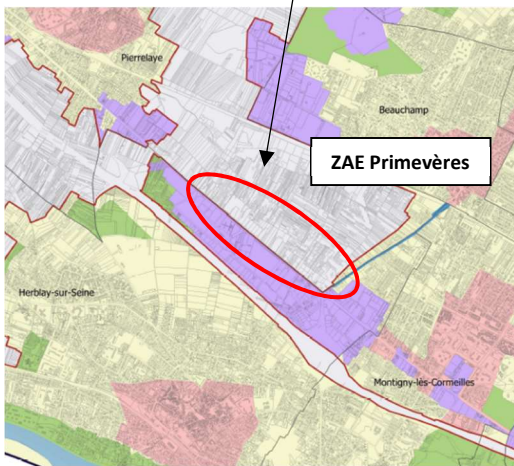 Pierrelaye
Beauchamp
ZAE Primevères
Herblay-sur-Seine
Montigny-lès-Cormeilles